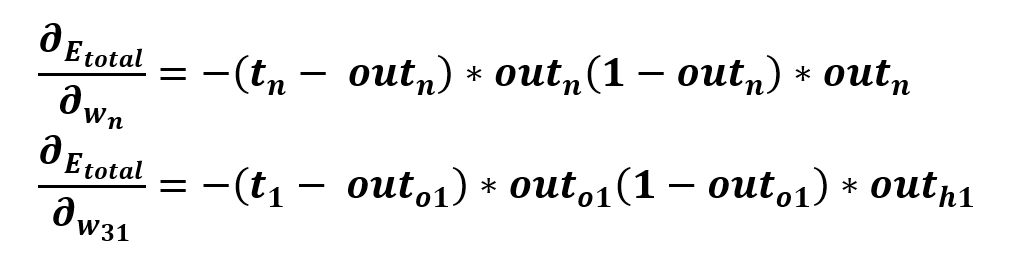 ∂E_total/∂w_n = −(t_n − out_n) * out_n(1 − out_n) * out_n
∂E_total/∂w_31 = −(t_1 − out_o1) * out_o1(1 − out_o1) * out_h1